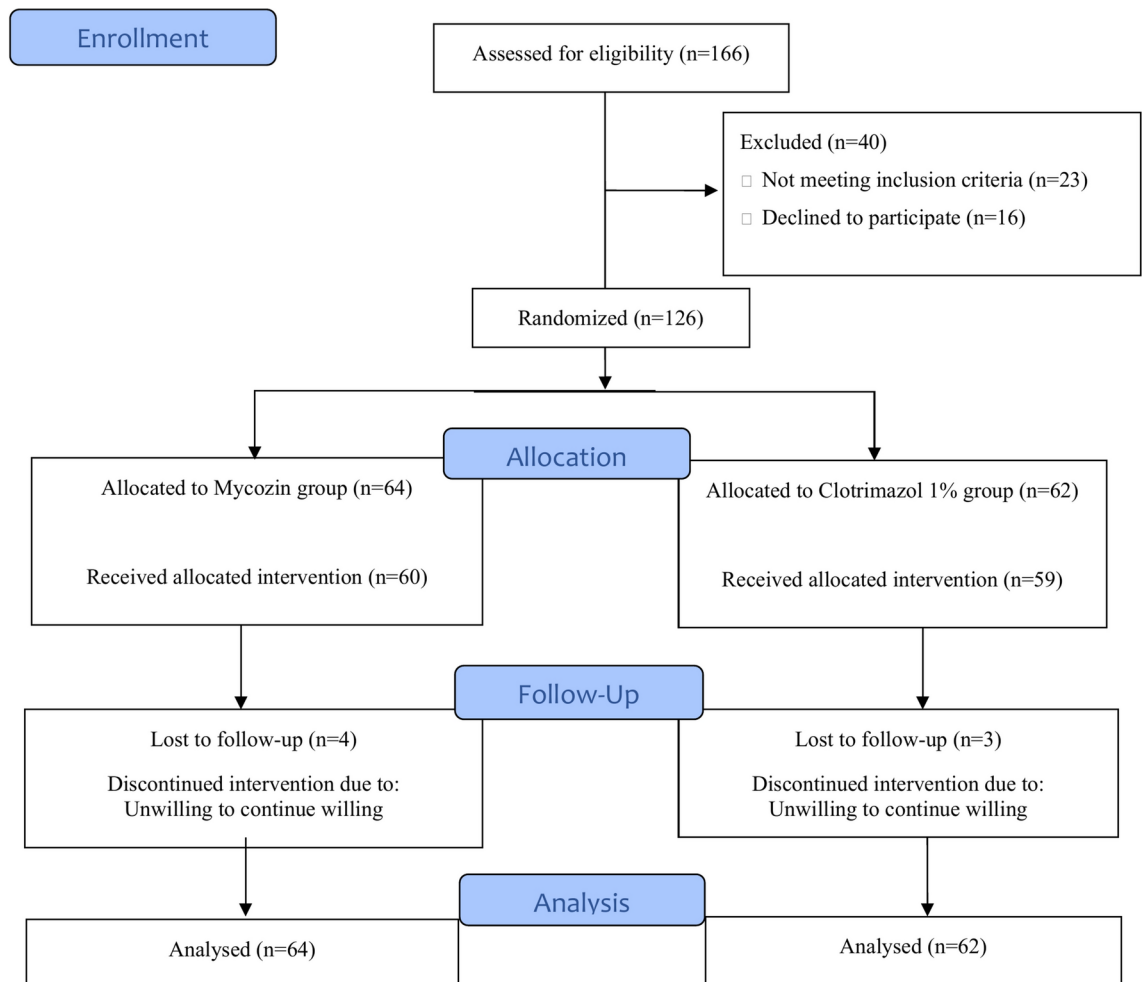 Enrollment
Assessed for eligibility (n=166)
Excluded (n=40)
Not meeting inclusion criteria (n=23)
Declined to participate (n=16)
Randomized (n=126)
Allocation
Allocated to Mycozin group (n=64)
Received allocated intervention (n=60)
Allocated to Clotrimazol 1% group (n=62)
Received allocated intervention (n=59)
Follow-Up
Lost to follow-up (n=4)
Discontinued intervention due to:
Unwilling to continue willing
Lost to follow-up (n=3)
Discontinued intervention due to:
Unwilling to continue willing
Analysis
Analysed (n=64)
Analysed (n=62)